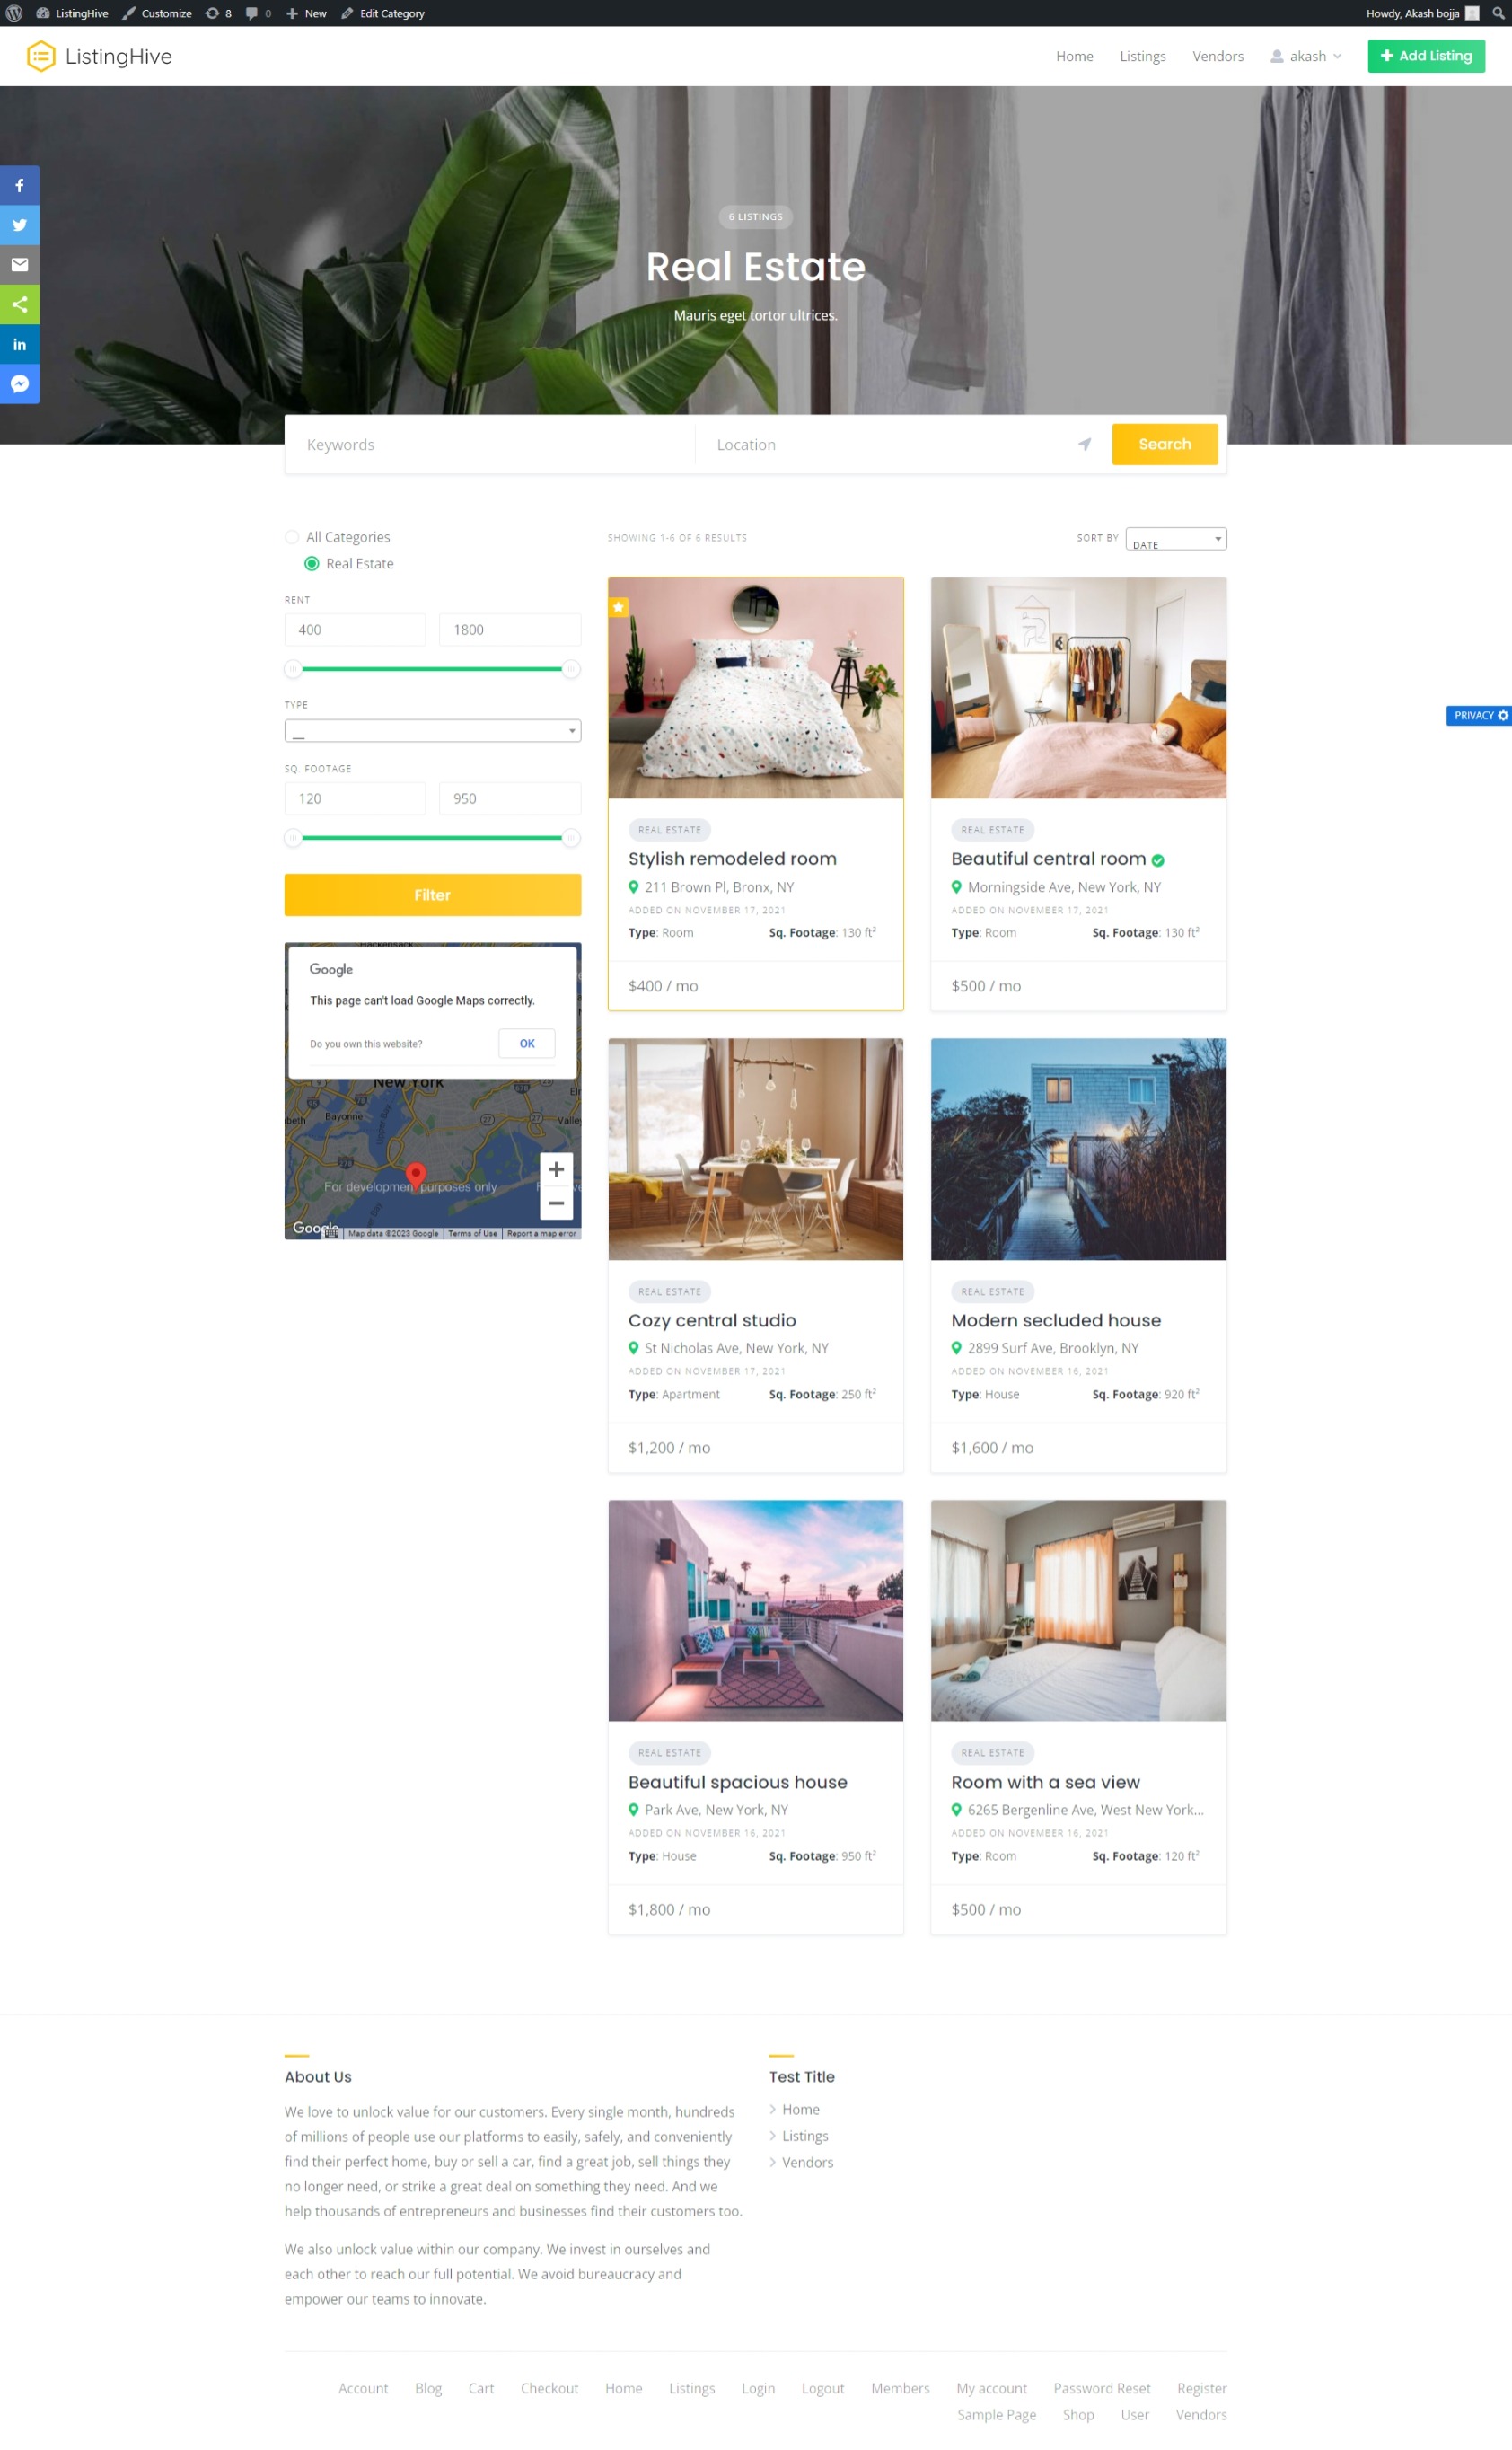 ListingHive Customize 8 0 New Edit Category Howdy, Akash bojja
ListingHive Home Listings Vendors akash Add Listing
6 LISTINGS
Real Estate
Mauris eget tortor ultrices.
Keywords Location Search
All Categories
Real Estate
RENT
400 1800
TYPE
—
SQ. FOOTAGE
120 950
Filter
Google
This page can't load Google Maps correctly.
Do you own this website? OK
New York
Bayonne
Valle
For development purposes only
Google
Map data ©2023 Google Terms of Use Report a map error
SHOWING 1-6 OF 6 RESULTS SORT BY DATE
REAL ESTATE
Stylish remodeled room
211 Brown Pl, Bronx, NY
ADDED ON NOVEMBER 17, 2021
Type: Room Sq. Footage: 130 ft²
$400 / mo
REAL ESTATE
Beautiful central room
Morningside Ave, New York, NY
ADDED ON NOVEMBER 17, 2021
Type: Room Sq. Footage: 130 ft²
$500 / mo
REAL ESTATE
Cozy central studio
St Nicholas Ave, New York, NY
ADDED ON NOVEMBER 17, 2021
Type: Apartment Sq. Footage: 250 ft²
$1,200 / mo
REAL ESTATE
Modern secluded house
2899 Surf Ave, Brooklyn, NY
ADDED ON NOVEMBER 16, 2021
Type: House Sq. Footage: 920 ft²
$1,600 / mo
REAL ESTATE
Beautiful spacious house
Park Ave, New York, NY
ADDED ON NOVEMBER 16, 2021
Type: House Sq. Footage: 950 ft²
$1,800 / mo
REAL ESTATE
Room with a sea view
6265 Bergenline Ave, West New York...
ADDED ON NOVEMBER 16, 2021
Type: Room Sq. Footage: 120 ft²
$500 / mo
PRIVACY
About Us
We love to unlock value for our customers. Every single month, hundreds
of millions of people use our platforms to easily, safely, and conveniently
find their perfect home, buy or sell a car, find a great job, sell things they
no longer need, or strike a great deal on something they need. And we
help thousands of entrepreneurs and businesses find their customers too.
We also unlock value within our company. We invest in ourselves and
each other to reach our full potential. We avoid bureaucracy and
empower our teams to innovate.
Test Title
Home
Listings
Vendors
Account Blog Cart Checkout Home Listings Login Logout Members My account Password Reset Register
Sample Page Shop User Vendors